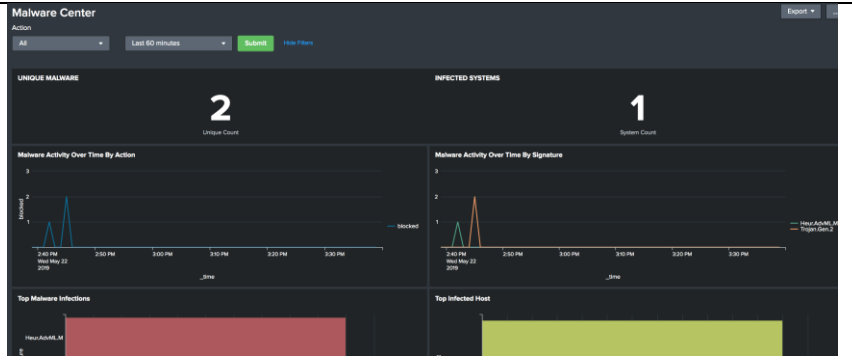 Malware Center
Export ▾ ...
Action
All
Last 60 minutes
Submit
Hide Filters
UNIQUE MALWARE
2
Unique Count
INFECTED SYSTEMS
1
System Count
Malware Activity Over Time By Action
3
2
1
blocked
blocked
2:40 PM 2:50 PM 3:00 PM 3:10 PM 3:20 PM 3:30 PM
Wed May 22
2019
_time
Malware Activity Over Time By Signature
3
2
1
Heur.AdvML.M
Trojan.Gen.2
2:40 PM 2:50 PM 3:00 PM 3:10 PM 3:20 PM 3:30 PM
Wed May 22
2019
_time
Top Malware Infections
Heur.AdvML.M
Top Infected Host